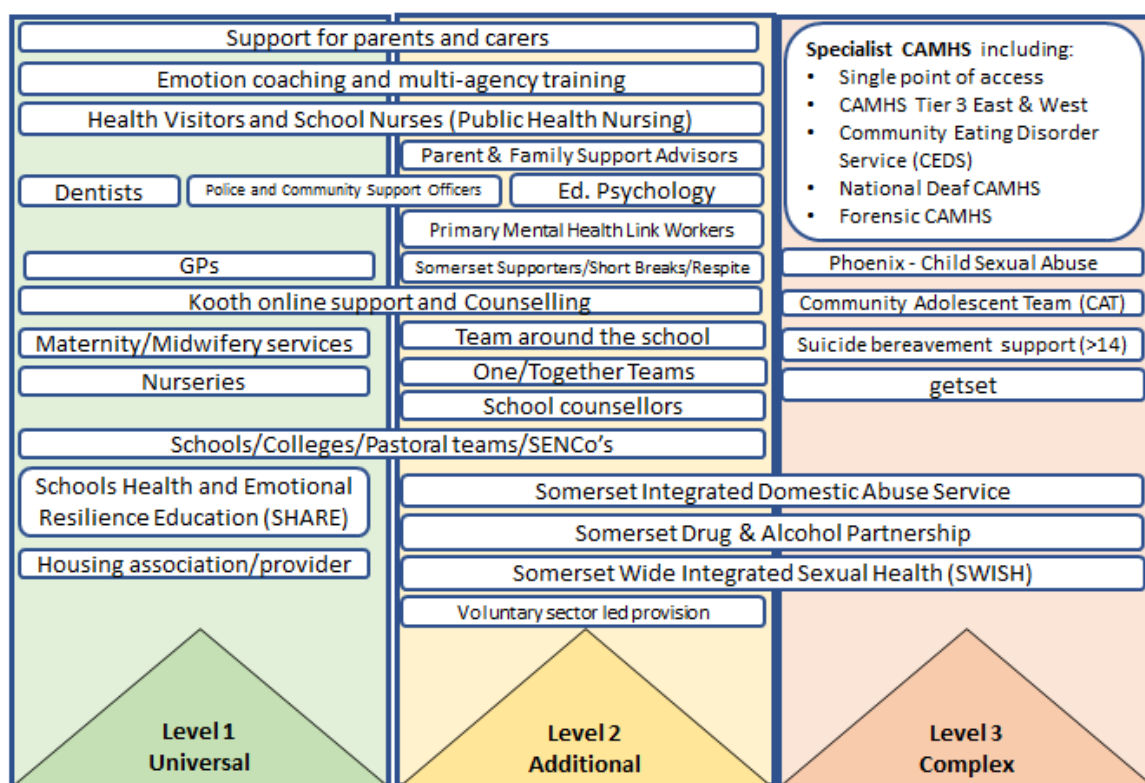 Support for parents and carers
Emotion coaching and multi-agency training
Health Visitors and School Nurses (Public Health Nursing)
Parent & Family Support Advisors
Dentists
Police and Community Support Officers
Ed. Psychology
Primary Mental Health Link Workers
GPs
Somerset Supporters/Short Breaks/Respite
Kooth online support and Counselling
Maternity/Midwifery services
Team around the school
Nurseries
One/Together Teams
School counsellors
Schools/Colleges/Pastoral teams/SENCo's
Schools Health and Emotional
Resilience Education (SHARE)
Housing association/provider
Specialist CAMHS including:
• Single point of access
• CAMHS Tier 3 East & West
• Community Eating Disorder
Service (CEDS)
• National Deaf CAMHS
• Forensic CAMHS
Phoenix - Child Sexual Abuse
Community Adolescent Team (CAT)
Suicide bereavement support (>14)
getset
Somerset Integrated Domestic Abuse Service
Somerset Drug & Alcohol Partnership
Somerset Wide Integrated Sexual Health (SWISH)
Voluntary sector led provision
Level 1
Universal
Level 2
Additional
Level 3
Complex